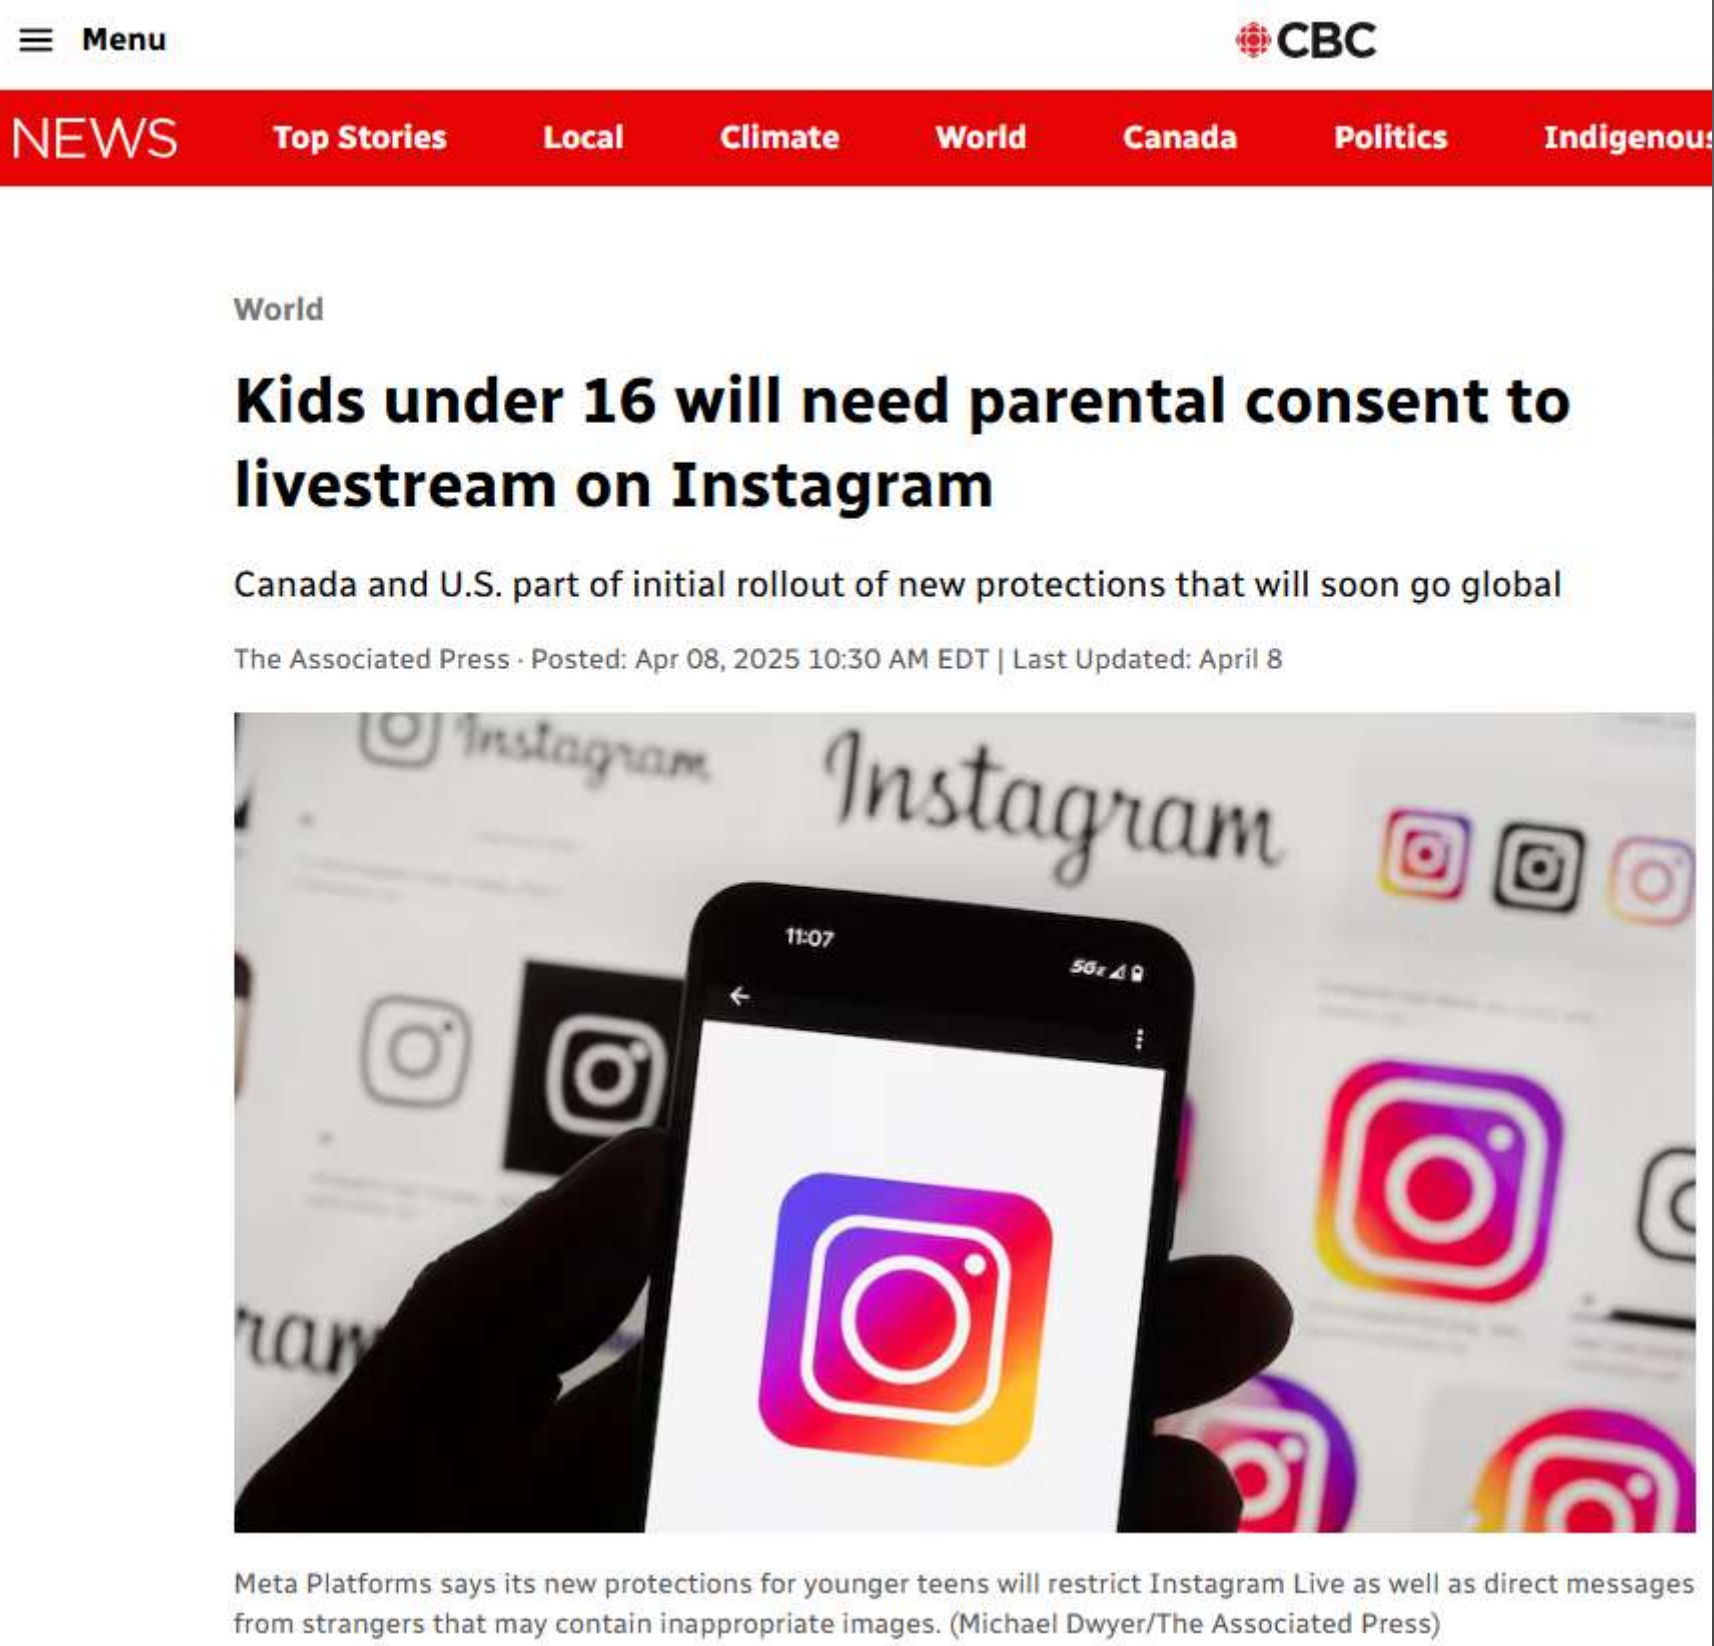 Menu
CBC
NEWS Top Stories Local Climate World Canada Politics Indigenous
World
Kids under 16 will need parental consent to
livestream on Instagram
Canada and U.S. part of initial rollout of new protections that will soon go global
The Associated Press · Posted: Apr 08, 2025 10:30 AM EDT | Last Updated: April 8
Instagram
Instagram
11:07
5G
ram
Meta Platforms says its new protections for younger teens will restrict Instagram Live as well as direct messages
from strangers that may contain inappropriate images. (Michael Dwyer/The Associated Press)